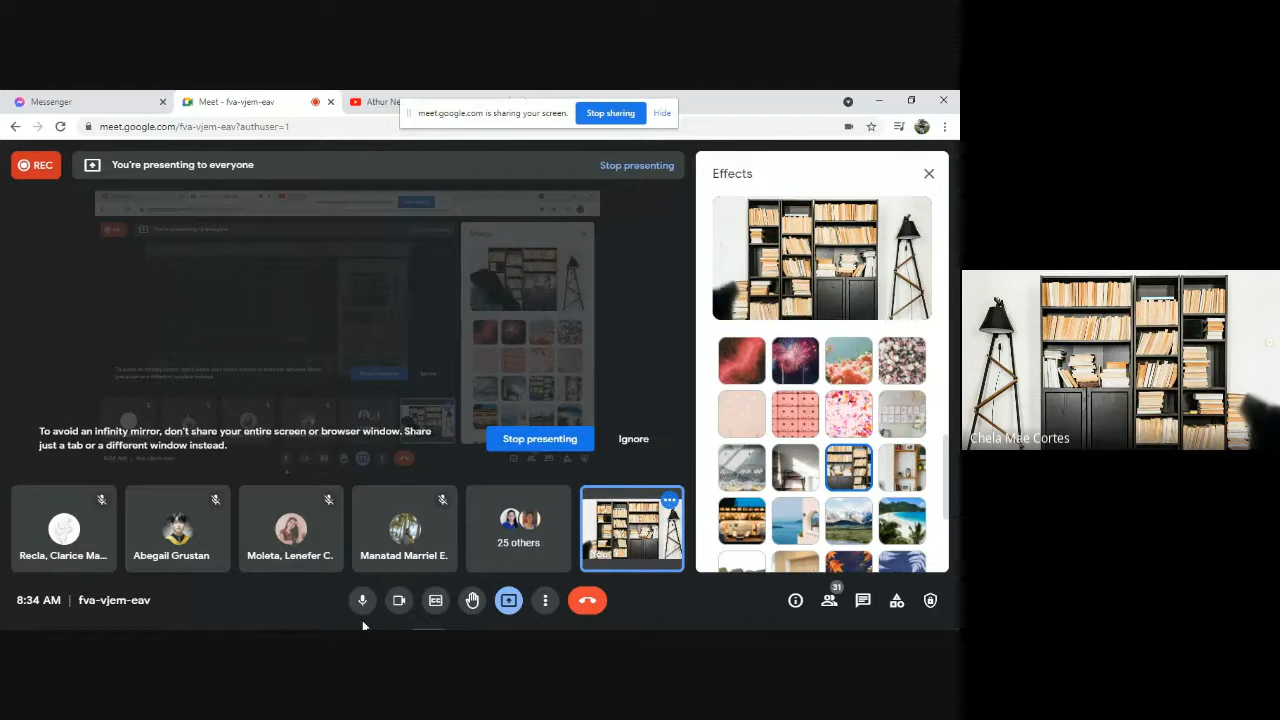 Messenger
Meet - fva-vjem-eav
Athur Ne
meet.google.com is sharing your screen.
Stop sharing
Hide
meet.google.com/fva-vjem-eav?authuser=1
REC
You're presenting to everyone
Stop presenting
Effects
To avoid an infinity mirror, don't share your entire screen or browser window. Share
just a tab or a different window instead.
Stop presenting
Ignore
Chela Mae Cortes
Recla, Clarice Ma...
Abegail Grustan
Moleta, Lenefer C.
Manatad Marriel E.
25 others
8:34 AM | fva-vjem-eav
31